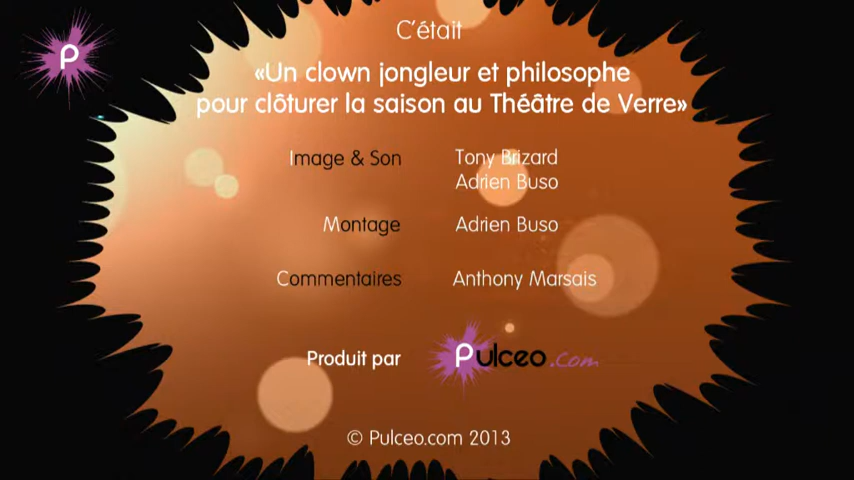 P
C'était
«Un clown jongleur et philosophe
pour clôturer la saison au Théâtre de Verre»
Image & Son Tony Brizard
Adrien Buso
Montage Adrien Buso
Commentaires Anthony Marsais
Produit par Pulceo.com
© Pulceo.com 2013